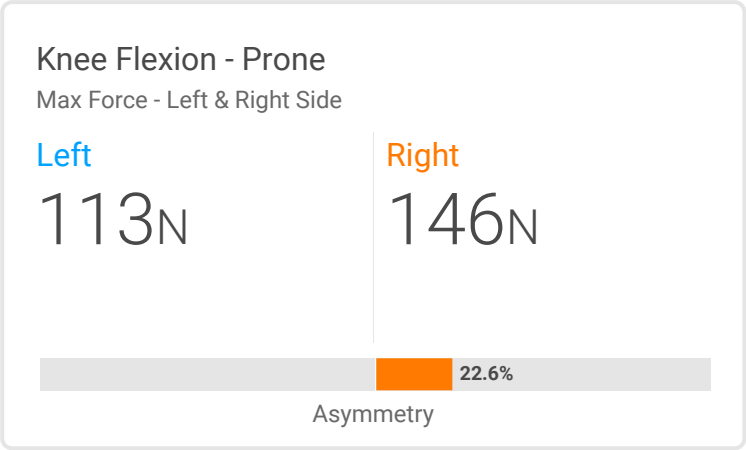 Knee Flexion - Prone
Max Force - Left & Right Side
Left
113N
Right
146N
22.6%
Asymmetry